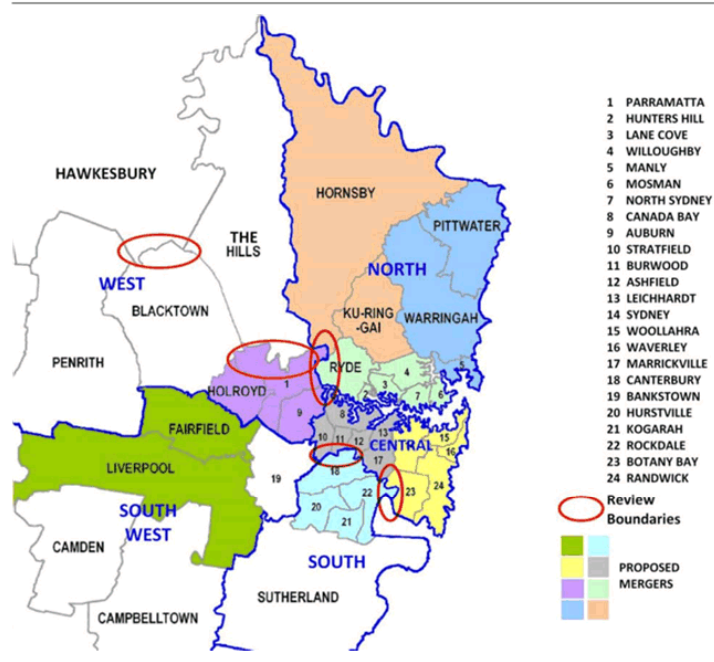 HAWKESBURY
HORNSBY
PITTWATER
THE
HILLS
NORTH
WEST
BLACKTOWN
KU-RING
-GAI
WARRINGAH
PENRITH
RYDE
4
5
HOLROYD
1
2
3
7
6
9
8
FAIRFIELD
10
11
12
13
CENTRAL
15
16
17
LIVERPOOL
19
18
22
23
24
20
21
SOUTH
WEST
CAMDEN
SOUTH
SUTHERLAND
CAMPBELLTOWN
1 PARRAMATTA
2 HUNTERS HILL
3 LANE COVE
4 WILLOUGHBY
5 MANLY
6 MOSMAN
7 NORTH SYDNEY
8 CANADA BAY
9 AUBURN
10 STRATFIELD
11 BURWOOD
12 ASHFIELD
13 LEICHHARDT
14 SYDNEY
15 WOOLLAHRA
16 WAVERLEY
17 MARRICKVILLE
18 CANTERBURY
19 BANKSTOWN
20 HURSTVILLE
21 KOGARAH
22 ROCKDALE
23 BOTANY BAY
24 RANDWICK
Review
Boundaries
PROPOSED
MERGERS